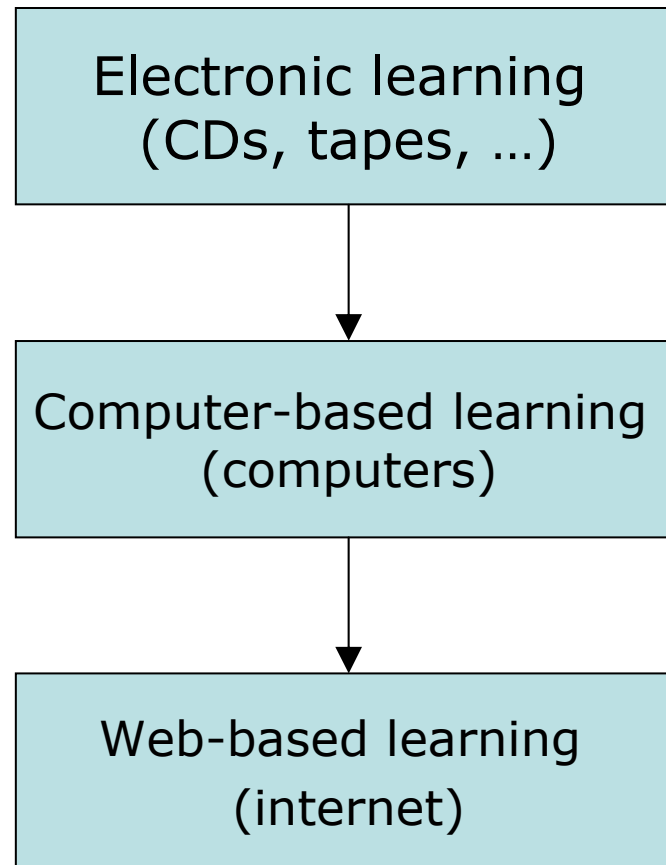 Electronic learning
(CDs, tapes, …)
Computer-based learning
(computers)
Web-based learning
(internet)